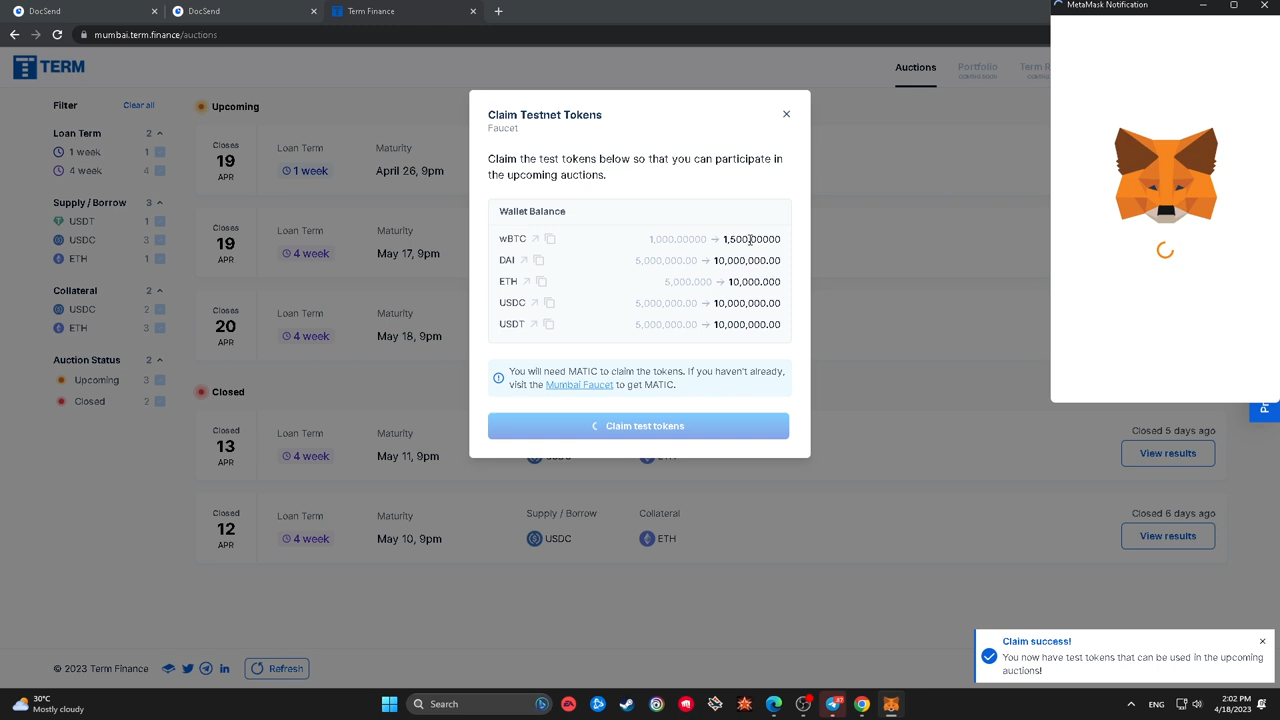 DocSend
DocSend
Term Finance
MetaMask Notification
mumbai.term.finance/auctions
TERM
Auctions
Portfolio
COMING SOON
Term R
COMING
Filter
Clear all
Loan Term 2
1 week 1
4 week 4
Supply / Borrow 3
USDT 1
USDC 3
ETH 1
Collateral 2
USDC 2
ETH 3
Auction Status 2
Upcoming 3
Closed 2
Upcoming
Closes
19
APR
Loan Term
1 week
Maturity
April 26, 9pm
Closes
19
APR
Loan Term
4 week
Maturity
May 17, 9pm
Closes
20
APR
Loan Term
4 week
Maturity
May 18, 9pm
Closed
Closed
13
APR
Loan Term
4 week
Maturity
May 11, 9pm
USDC
ETH
Closed 5 days ago
View results
Closed
12
APR
Loan Term
4 week
Maturity
May 10, 9pm
Supply / Borrow
USDC
Collateral
ETH
Closed 6 days ago
View results
Claim Testnet Tokens
Faucet
Claim the test tokens below so that you can participate in
the upcoming auctions.
Wallet Balance
wBTC 1,000.00000 → 1,500.00000
DAI 5,000,000.00 → 10,000,000.00
ETH 5,000.000 → 10,000.000
USDC 5,000,000.00 → 10,000,000.00
USDT 5,000,000.00 → 10,000,000.00
You will need MATIC to claim the tokens. If you haven't already,
visit the Mumbai Faucet to get MATIC.
Claim test tokens
Claim success!
You now have test tokens that can be used in the upcoming
auctions!
© 2023 Term Finance
Refresh
30°C
Mostly cloudy
Search
ENG
2:02 PM
4/18/2023